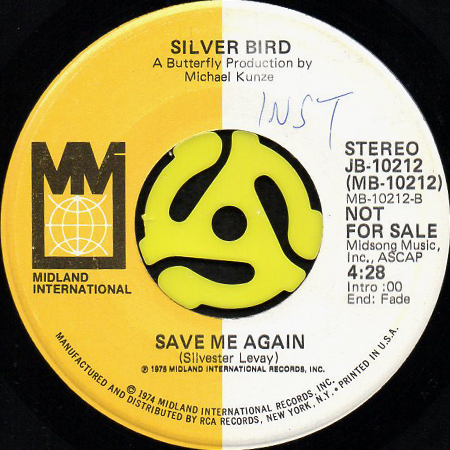 SILVER BIRD
A Butterfly Production by
Michael Kunze
INST
STEREO
JB-10212
(MB-10212)
MB-10212-B
NOT
FOR SALE
Midsong Music,
Inc., ASCAP
4:28
Intro :00
End: Fade
MM
MIDLAND
INTERNATIONAL
SAVE ME AGAIN
(Silvester Levay)
℗ 1975 MIDLAND INTERNATIONAL RECORDS, INC.
© 1974 MIDLAND INTERNATIONAL RECORDS, INC.
MANUFACTURED AND DISTRIBUTED BY RCA RECORDS, NEW YORK, N.Y. • PRINTED IN U.S.A.